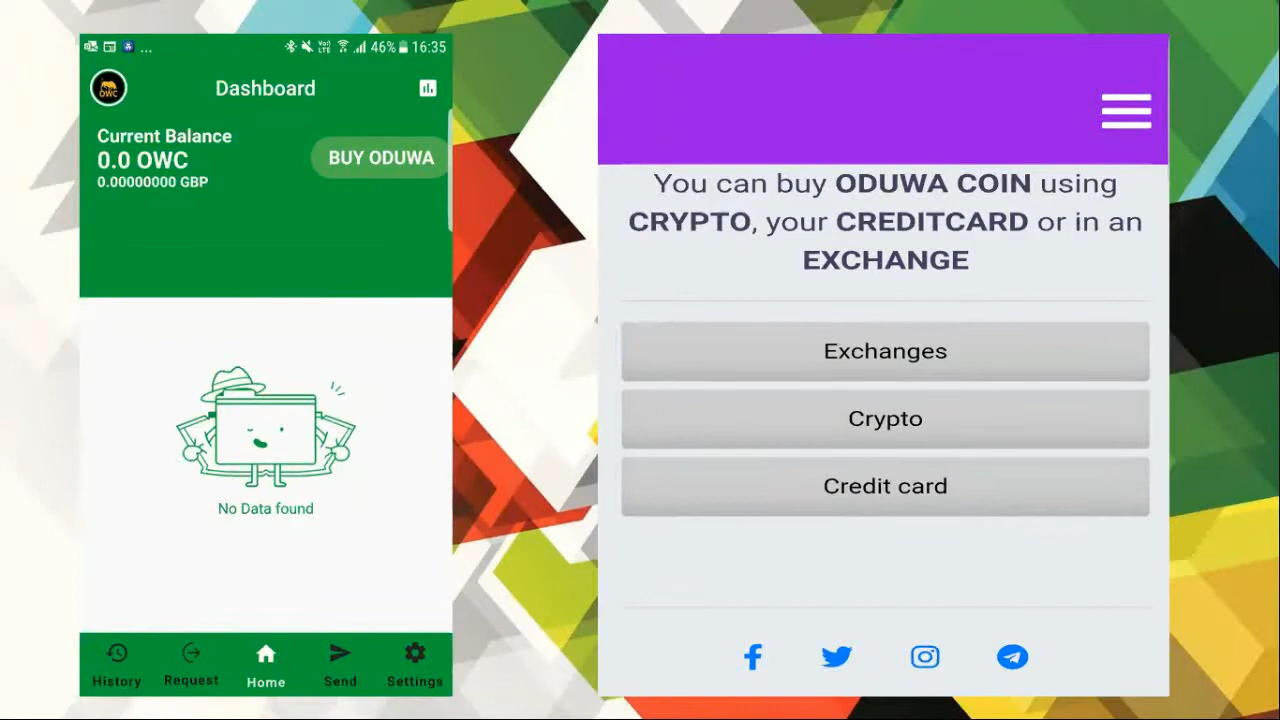 46% 16:35
OWC
Dashboard
Current Balance
0.0 OWC
0.00000000 GBP
BUY ODUWA
No Data found
History
Request
Home
Send
Settings
You can buy ODUWA COIN using
CRYPTO, your CREDITCARD or in an
EXCHANGE
Exchanges
Crypto
Credit card